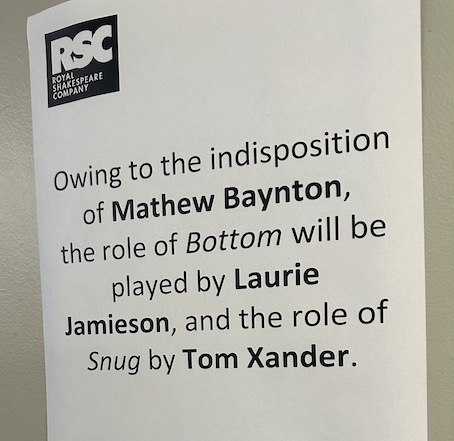 RSC
ROYAL
SHAKESPEARE
COMPANY
Owing to the indisposition
of Mathew Baynton,
the role of Bottom will be
played by Laurie
Jamieson, and the role of
Snug by Tom Xander.